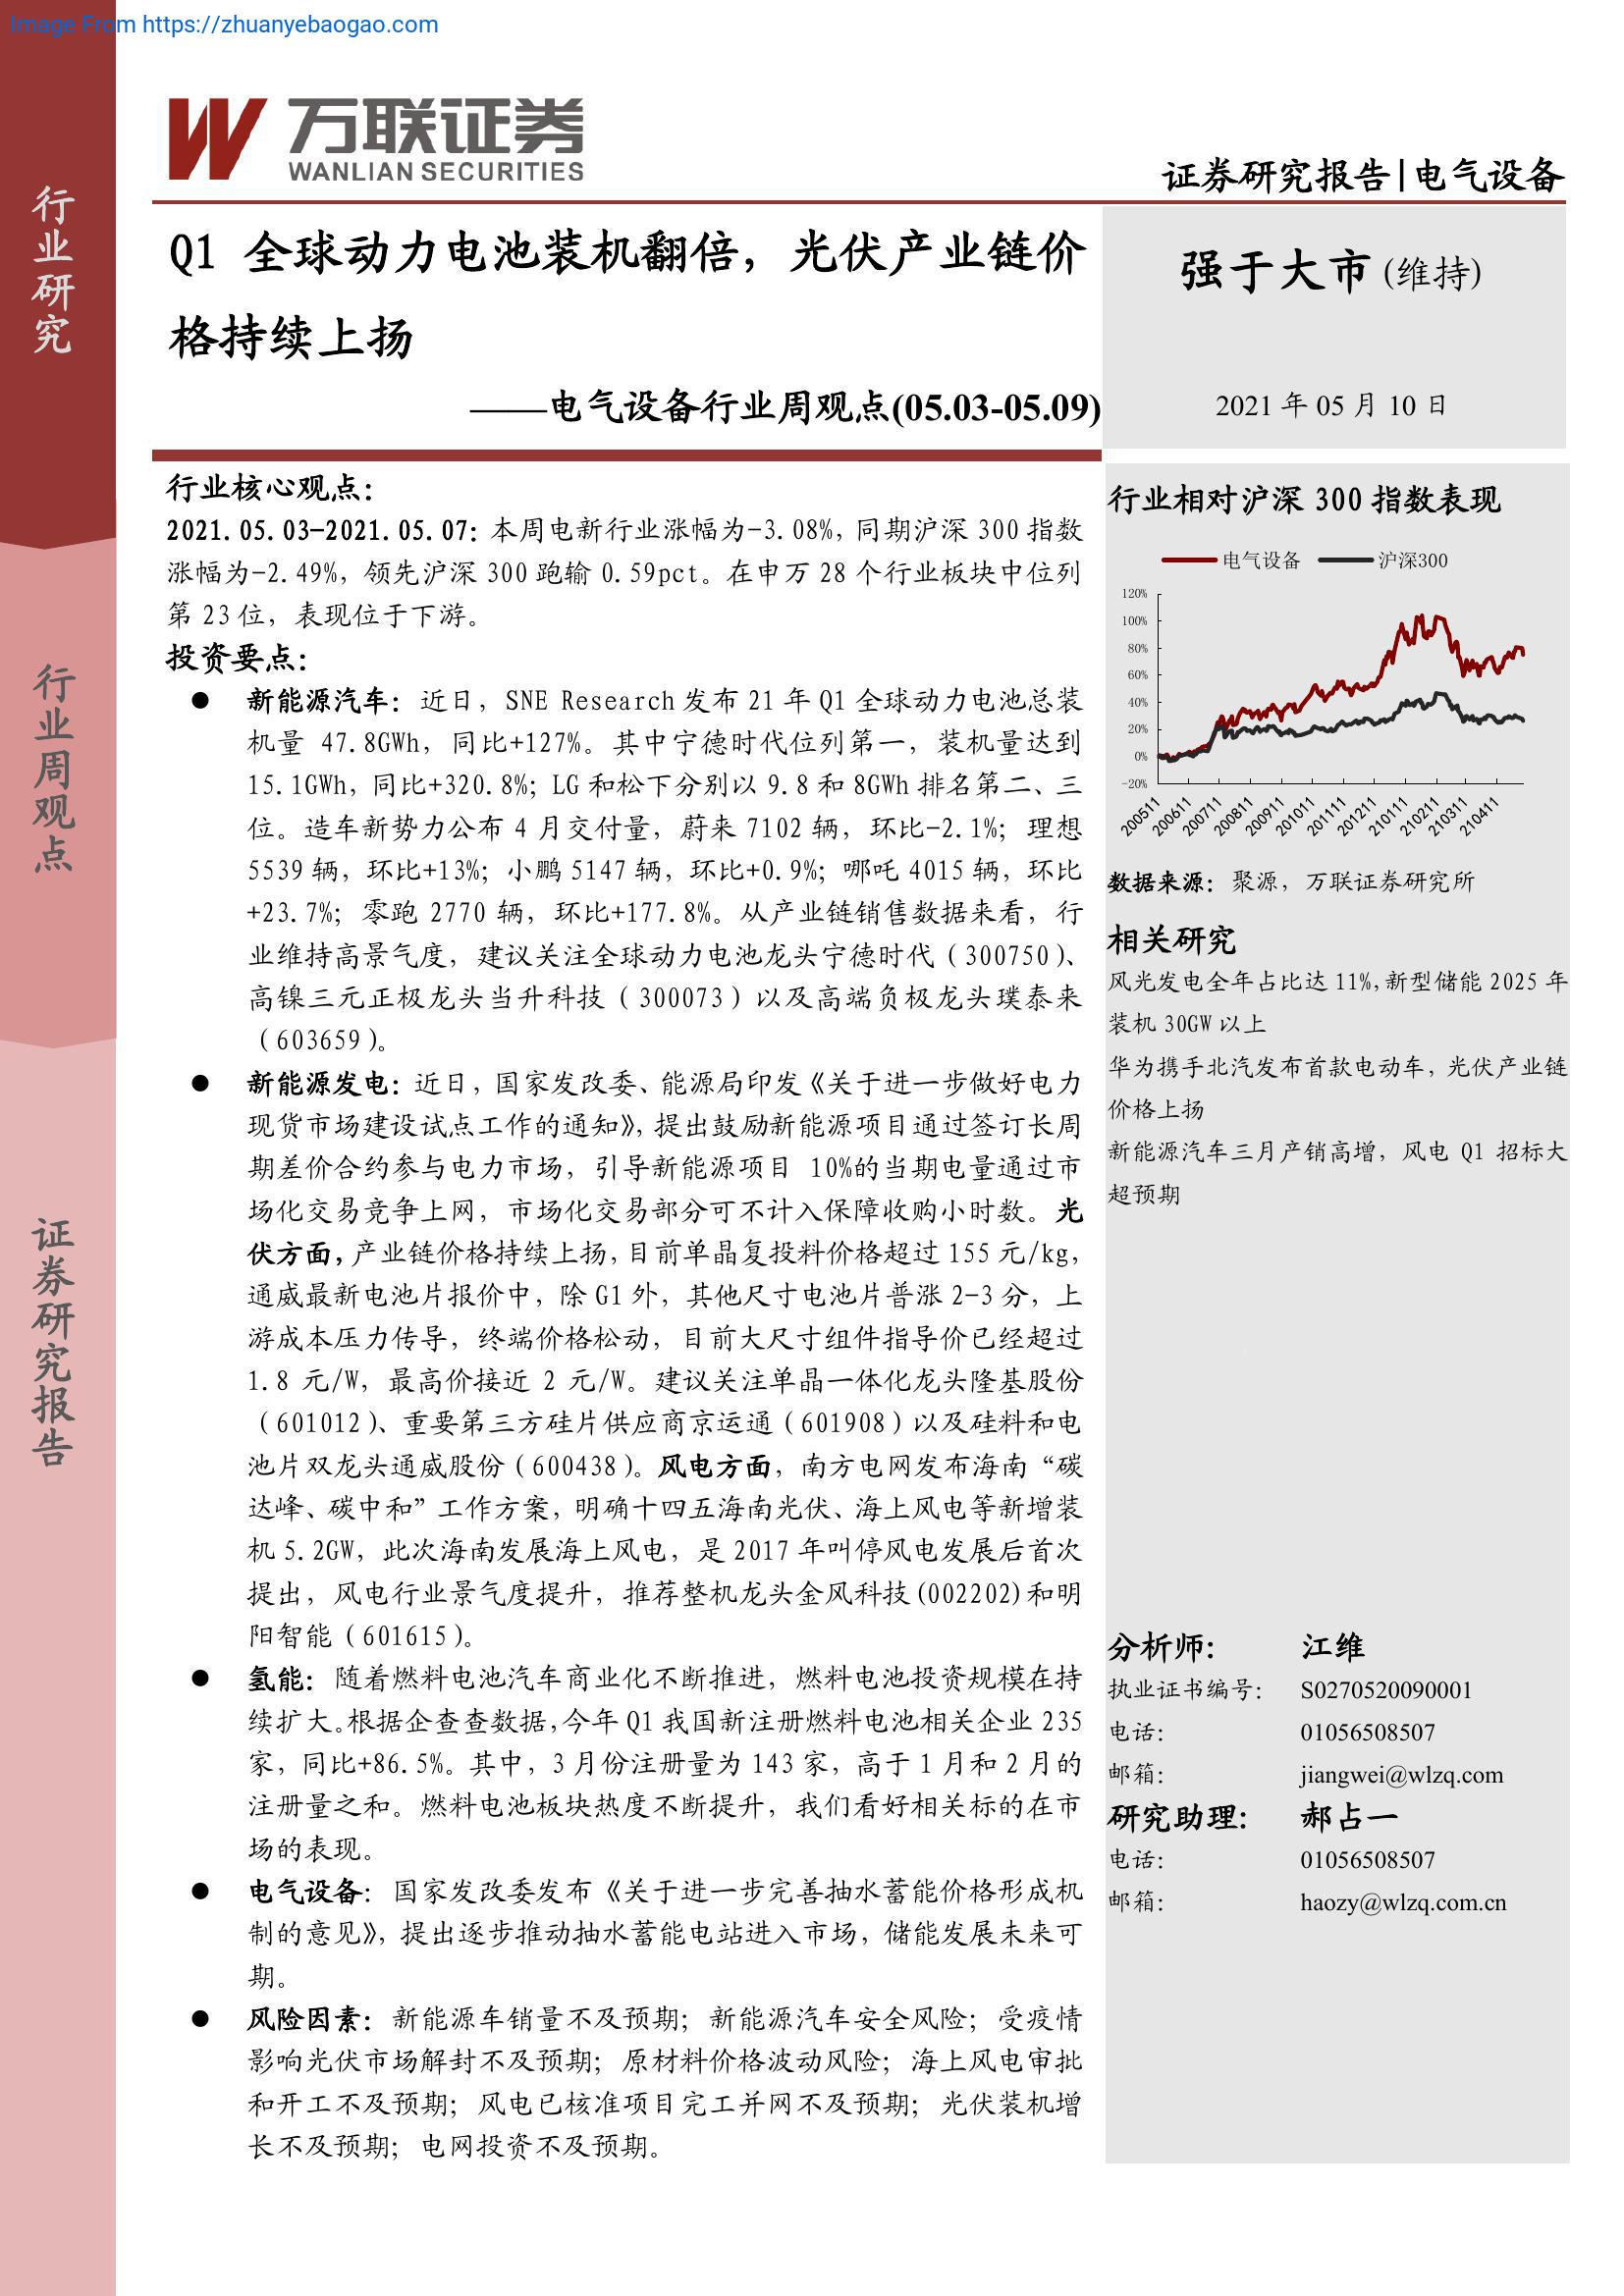 Image From https://zhuanyebaogao.com
万联证券
WANLIAN SECURITIES
证券研究报告|电气设备
行业研究
行业周观点
证券研究报告
Q1 全球动力电池装机翻倍，光伏产业链价
格持续上扬
——电气设备行业周观点(05.03-05.09)
强于大市(维持)
2021 年 05 月 10 日
行业核心观点：
2021.05.03-2021.05.07：本周电新行业涨幅为-3.08%，同期沪深 300 指数
涨幅为-2.49%，领先沪深 300 跑输 0.59pct。在申万 28 个行业板块中位列
第 23 位，表现位于下游。
投资要点：
● 新能源汽车：近日，SNE Research 发布 21 年 Q1 全球动力电池总装
机量 47.8GWh，同比+127%。其中宁德时代位列第一，装机量达到
15.1GWh，同比+320.8%；LG 和松下分别以 9.8 和 8GWh 排名第二、三
位。造车新势力公布 4 月交付量，蔚来 7102 辆，环比-2.1%；理想
5539 辆，环比+13%；小鹏 5147 辆，环比+0.9%；哪吒 4015 辆，环比
+23.7%；零跑 2770 辆，环比+177.8%。从产业链销售数据来看，行
业维持高景气度，建议关注全球动力电池龙头宁德时代（300750）、
高镍三元正极龙头当升科技（300073）以及高端负极龙头璞泰来
（603659）。
● 新能源发电：近日，国家发改委、能源局印发《关于进一步做好电力
现货市场建设试点工作的通知》，提出鼓励新能源项目通过签订长周
期差价合约参与电力市场，引导新能源项目 10%的当期电量通过市
场化交易竞争上网，市场化交易部分可不计入保障收购小时数。光
伏方面，产业链价格持续上扬，目前单晶复投料价格超过 155 元/kg，
通威最新电池片报价中，除 G1 外，其他尺寸电池片普涨 2-3 分，上
游成本压力传导，终端价格松动，目前大尺寸组件指导价已经超过
1.8 元/W，最高价接近 2 元/W。建议关注单晶一体化龙头隆基股份
（601012）、重要第三方硅片供应商京运通（601908）以及硅料和电
池片双龙头通威股份（600438）。风电方面，南方电网发布海南“碳
达峰、碳中和”工作方案，明确十四五海南光伏、海上风电等新增装
机 5.2GW，此次海南发展海上风电，是 2017 年叫停风电发展后首次
提出，风电行业景气度提升，推荐整机龙头金风科技(002202)和明
阳智能（601615）。
● 氢能：随着燃料电池汽车商业化不断推进，燃料电池投资规模在持
续扩大。根据企查查数据，今年 Q1 我国新注册燃料电池相关企业 235
家，同比+86.5%。其中，3 月份注册量为 143 家，高于 1 月和 2 月的
注册量之和。燃料电池板块热度不断提升，我们看好相关标的在市
场的表现。
● 电气设备：国家发改委发布《关于进一步完善抽水蓄能价格形成机
制的意见》，提出逐步推动抽水蓄能电站进入市场，储能发展未来可
期。
● 风险因素：新能源车销量不及预期；新能源汽车安全风险；受疫情
影响光伏市场解封不及预期；原材料价格波动风险；海上风电审批
和开工不及预期；风电已核准项目完工并网不及预期；光伏装机增
长不及预期；电网投资不及预期。
行业相对沪深 300 指数表现
电气设备 沪深300
120%
100%
80%
60%
40%
20%
0%
-20%
200511 200611 200711 200811 200911 201011 201111 201211 210111 210211 210311 210411
数据来源：聚源，万联证券研究所
相关研究
风光发电全年占比达 11%，新型储能 2025 年
装机 30GW 以上
华为携手北汽发布首款电动车，光伏产业链
价格上扬
新能源汽车三月产销高增，风电 Q1 招标大
超预期
分析师： 江维
执业证书编号： S0270520090001
电话： 01056508507
邮箱： jiangwei@wlzq.com
研究助理： 郝占一
电话： 01056508507
邮箱： haozy@wlzq.com.cn